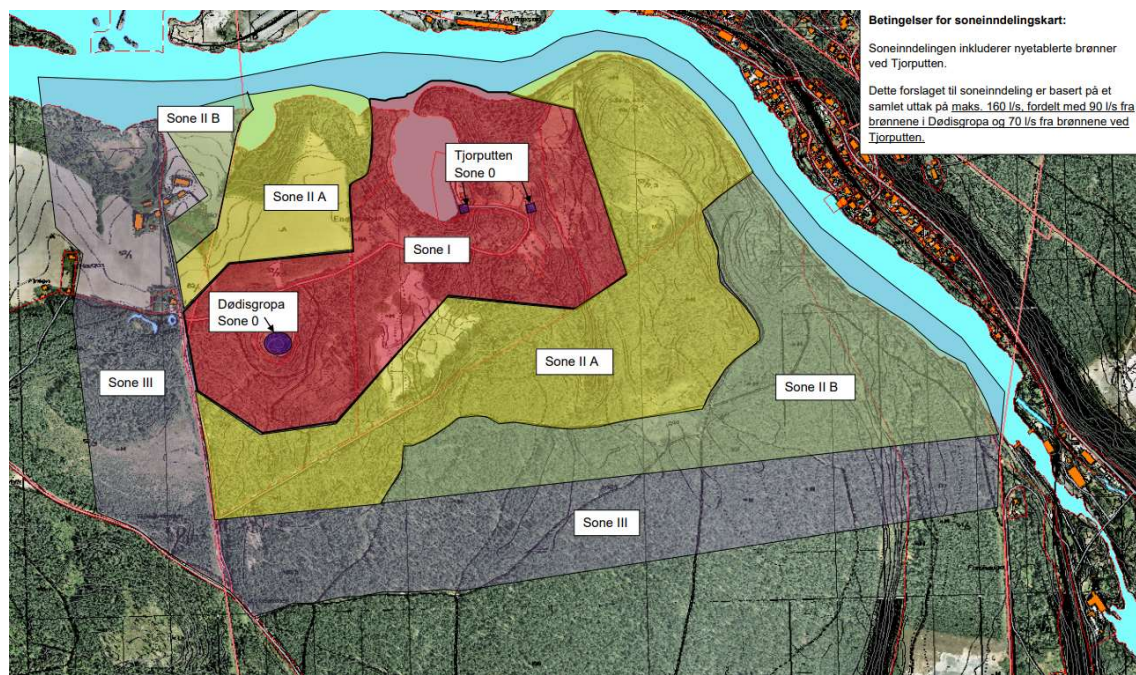 Betingelser for soneinndelingskart:
Soneinndelingen inkluderer nyetablerte brønner
ved Tjorputten.
Dette forslaget til soneinndeling er basert på et
samlet uttak på maks. 160 l/s, fordelt med 90 l/s fra
brønnene i Dødisgropa og 70 l/s fra brønnene ved
Tjorputten.
Sone II B
Tjorputten
Sone 0
Sone II A
Sone I
Dødisgropa
Sone 0
Sone II A
Sone III
Sone II B
Sone III